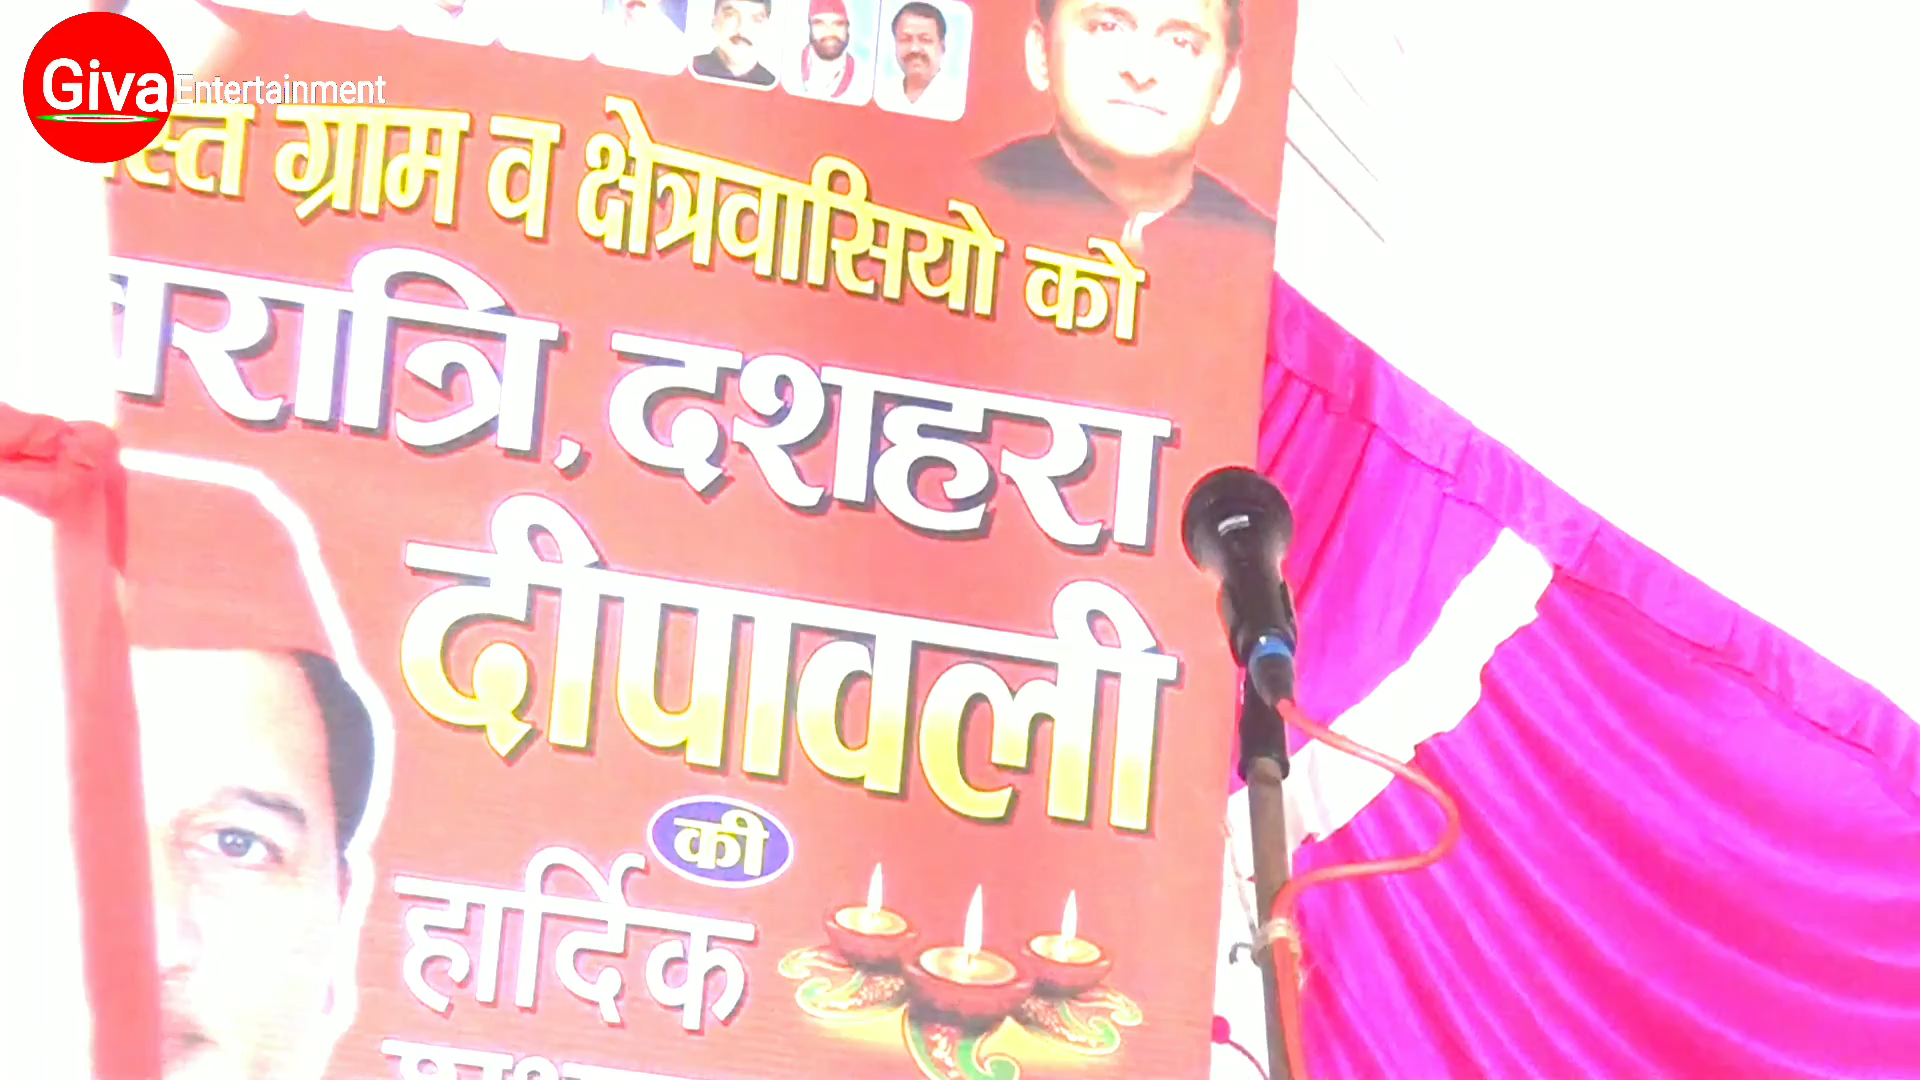 Giva Entertainment
ग्राम व क्षेत्रवासियो को
दशहरा
दीपावली
की
हार्दिक